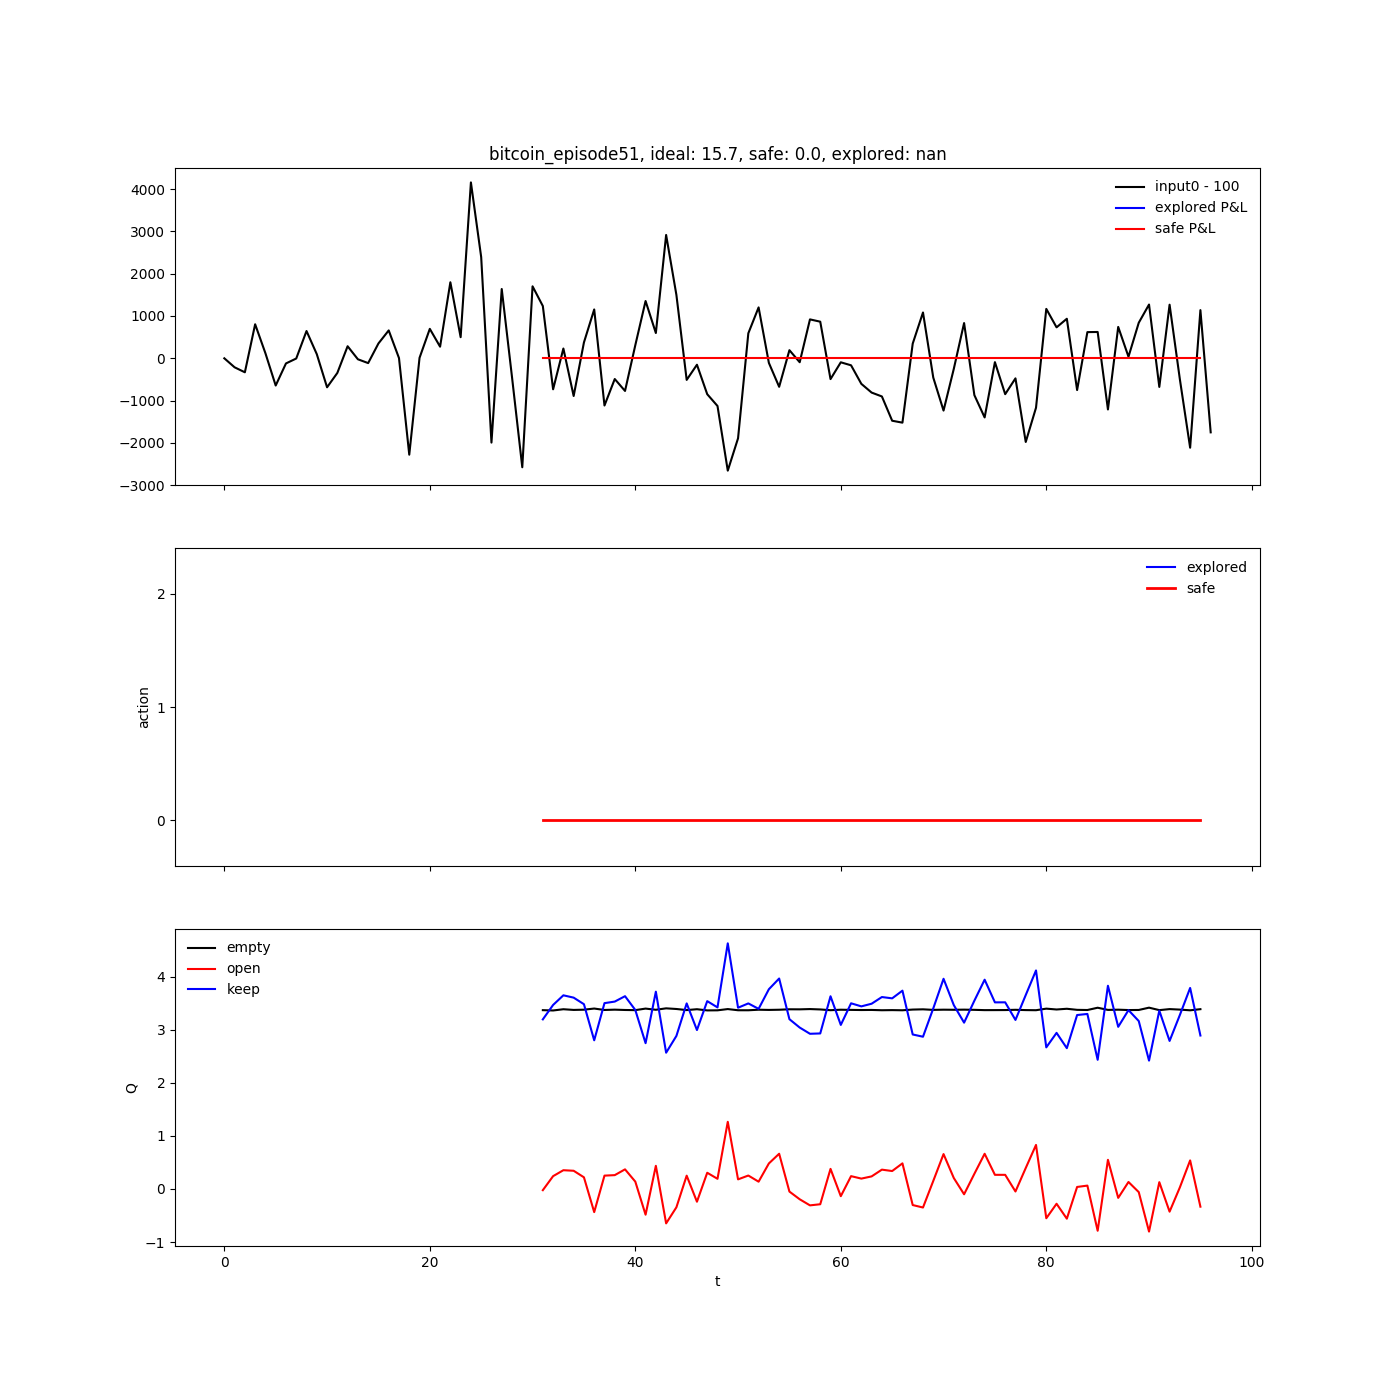 bitcoin_episode51, ideal: 15.7, safe: 0.0, explored: nan
4000
3000
2000
1000
0
−1000
−2000
−3000
input0 - 100
explored P&L
safe P&L
action
2
1
0
explored
safe
Q
4
3
2
1
0
−1
empty
open
keep
0
20
40
60
80
100
t